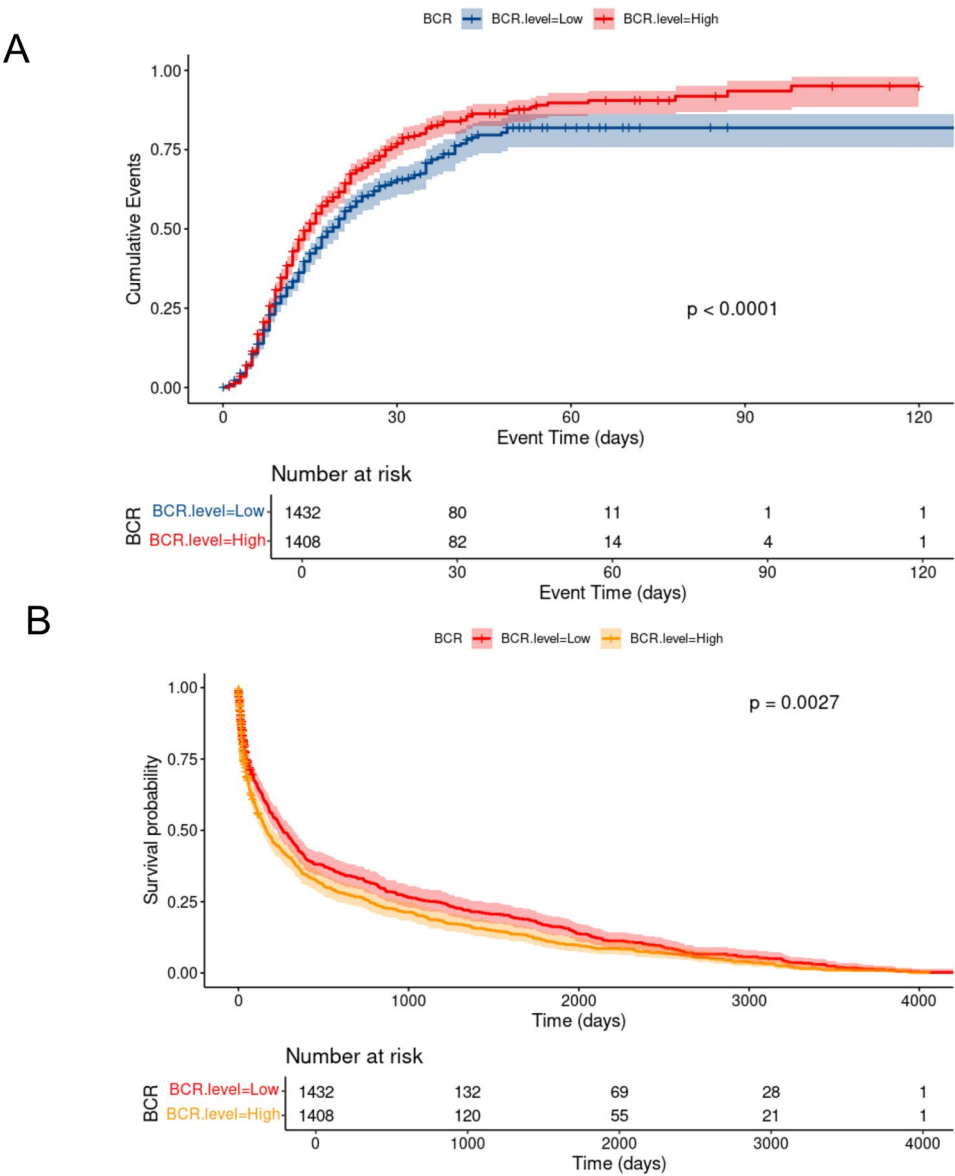 A
BCR BCR.level=Low BCR.level=High
1.00
0.75
0.50
0.25
0.00
Cumulative Events
p < 0.0001
0 30 60 90 120
Event Time (days)
Number at risk
BCR
BCR.level=Low 1432 80 11 1 1
BCR.level=High 1408 82 14 4 1
0 30 60 90 120
Event Time (days)
B
BCR BCR.level=Low BCR.level=High
1.00
0.75
0.50
0.25
0.00
Survival probability
p = 0.0027
0 1000 2000 3000 4000
Time (days)
Number at risk
BCR
BCR.level=Low 1432 132 69 28 1
BCR.level=High 1408 120 55 21 1
0 1000 2000 3000 4000
Time (days)